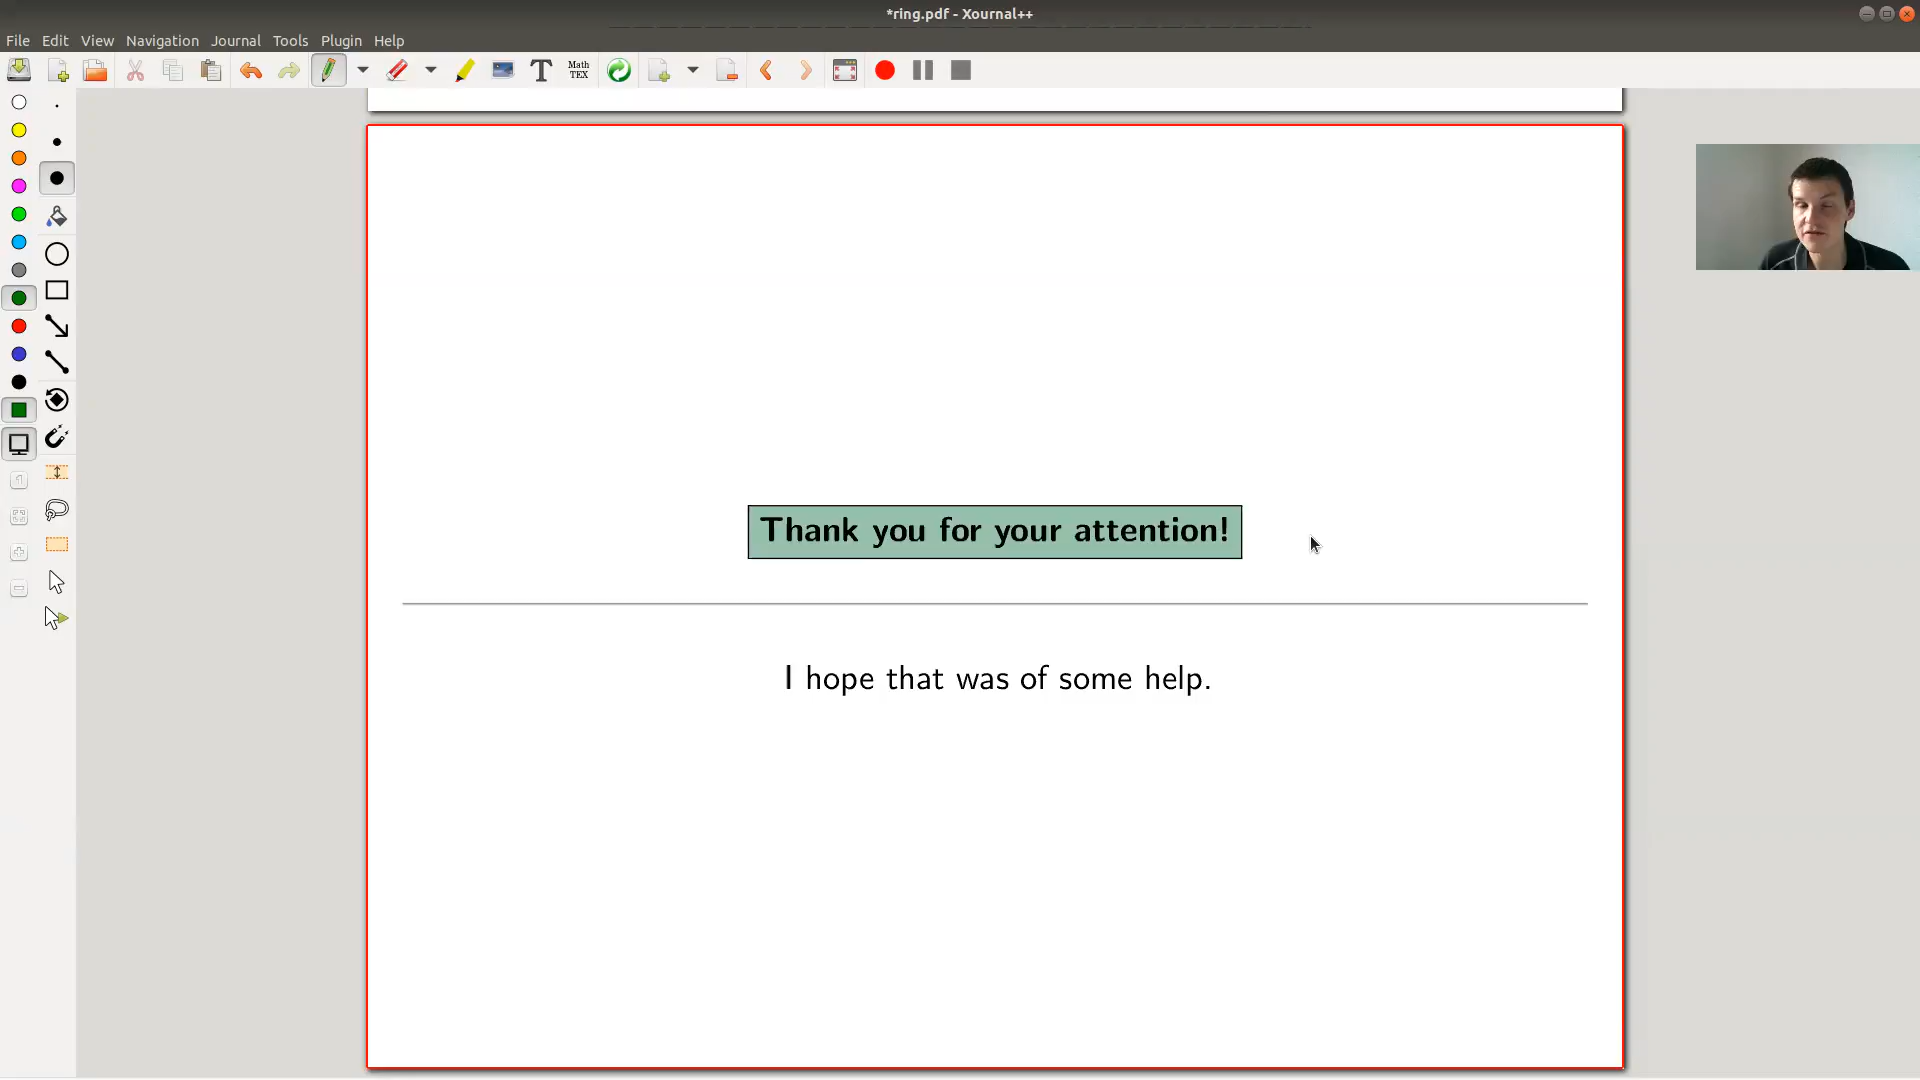 *ring.pdf - Xournal++
File Edit View Navigation Journal Tools Plugin Help
Math
TEX
Thank you for your attention!
I hope that was of some help.